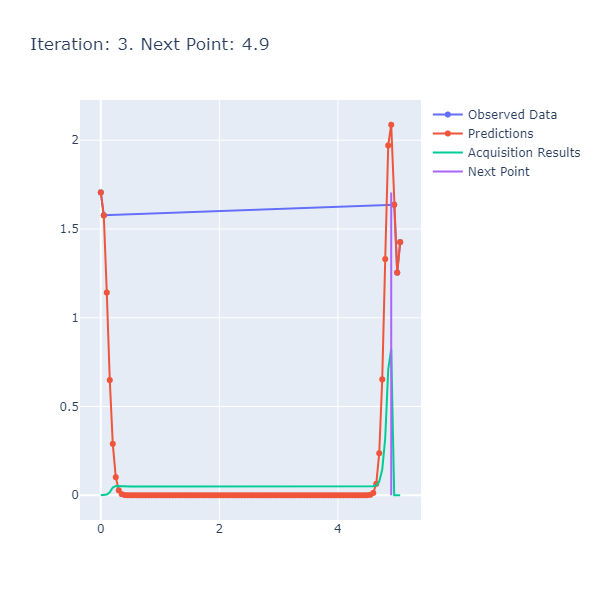 Iteration: 3. Next Point: 4.9
Observed Data
Predictions
Acquisition Results
Next Point
2
1.5
1
0.5
0
0
2
4